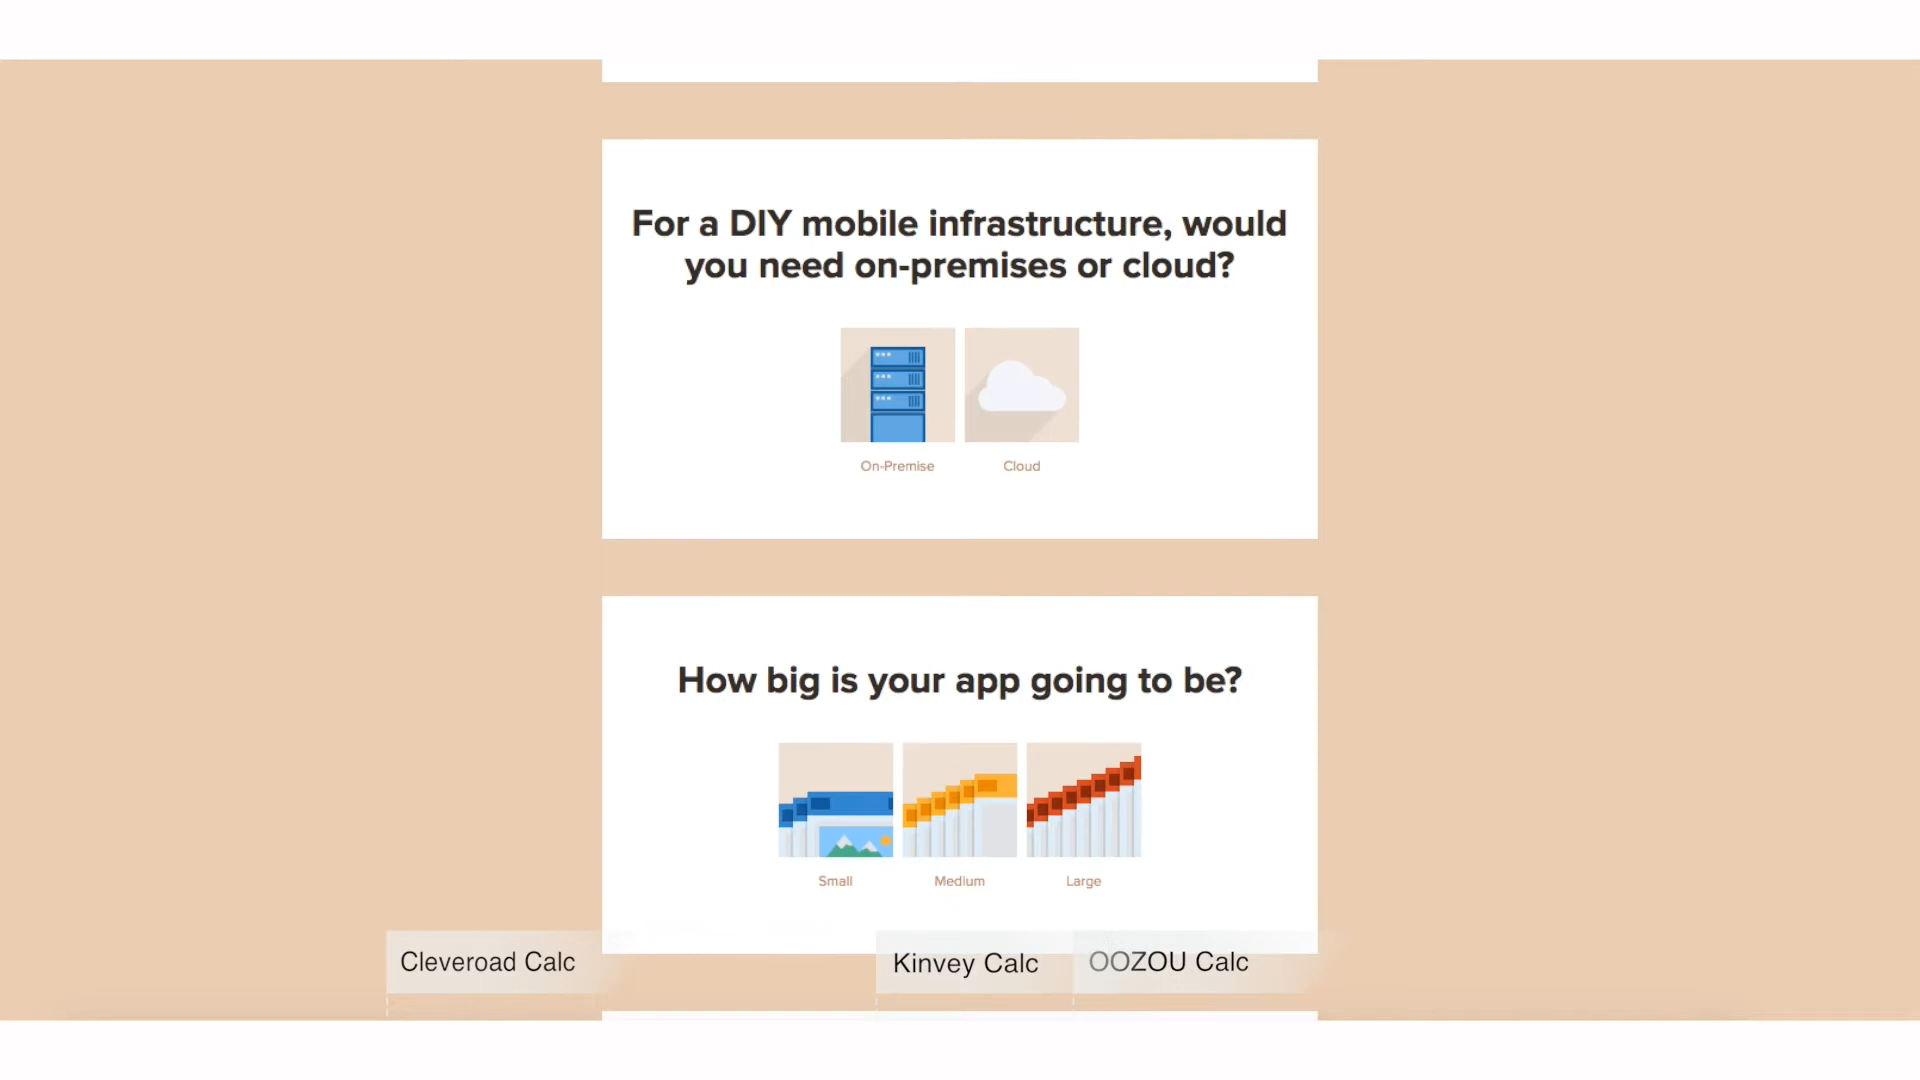 For a DIY mobile infrastructure, would
you need on-premises or cloud?
On-Premise
Cloud
How big is your app going to be?
Small
Medium
Large
Cleveroad Calc
Kinvey Calc
OOZOU Calc